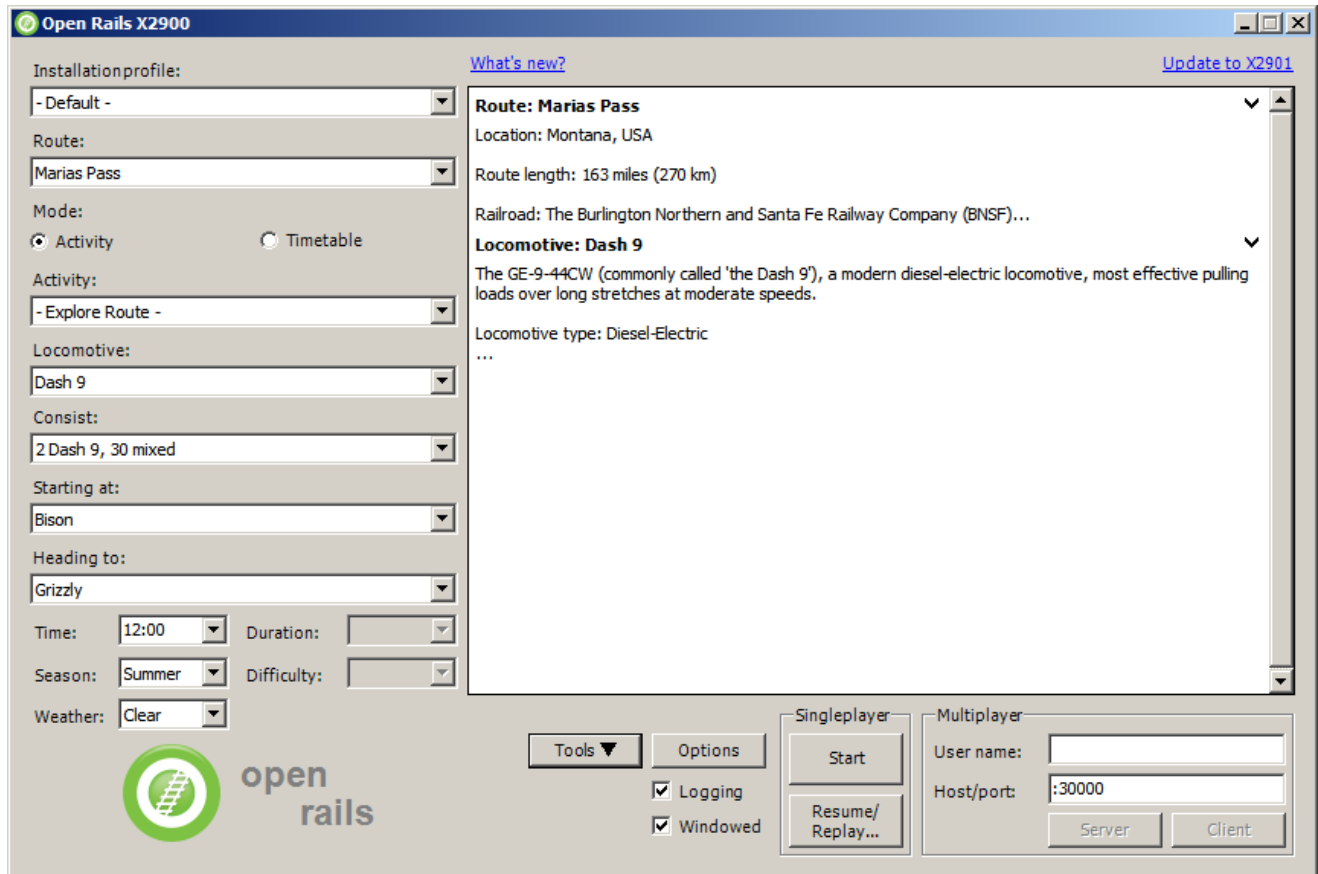 Open Rails X2900
Installation profile:
- Default -
Route:
Marias Pass
Mode:
Activity
Timetable
Activity:
- Explore Route -
Locomotive:
Dash 9
Consist:
2 Dash 9, 30 mixed
Starting at:
Bison
Heading to:
Grizzly
Time:
12:00
Duration:
Season:
Summer
Difficulty:
Weather:
Clear
open
rails
What's new?
Update to X2901
Route: Marias Pass
Location: Montana, USA
Route length: 163 miles (270 km)
Railroad: The Burlington Northern and Santa Fe Railway Company (BNSF)...
Locomotive: Dash 9
The GE-9-44CW (commonly called 'the Dash 9'), a modern diesel-electric locomotive, most effective pulling
loads over long stretches at moderate speeds.
Locomotive type: Diesel-Electric
...
Tools
Options
Logging
Windowed
Singleplayer
Start
Resume/
Replay...
Multiplayer
User name:
Host/port:
:30000
Server
Client